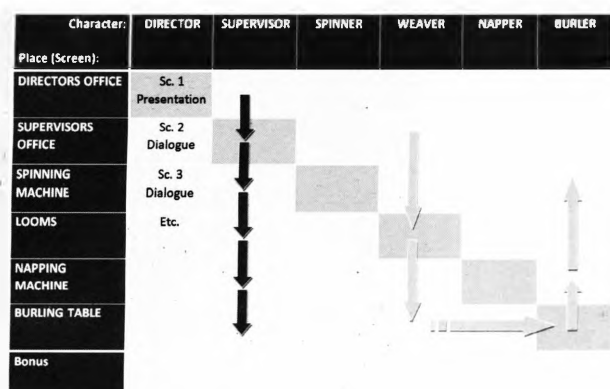 Character: DIRECTOR SUPERVISOR SPINNER WEAVER NAPPER BURLER
Place (Screen):
DIRECTORS OFFICE Sc. 1
Presentation
SUPERVISORS Sc. 2
OFFICE Dialogue
SPINNING Sc. 3
MACHINE Dialogue
LOOMS Etc.
NAPPING
MACHINE
BURLING TABLE
Bonus